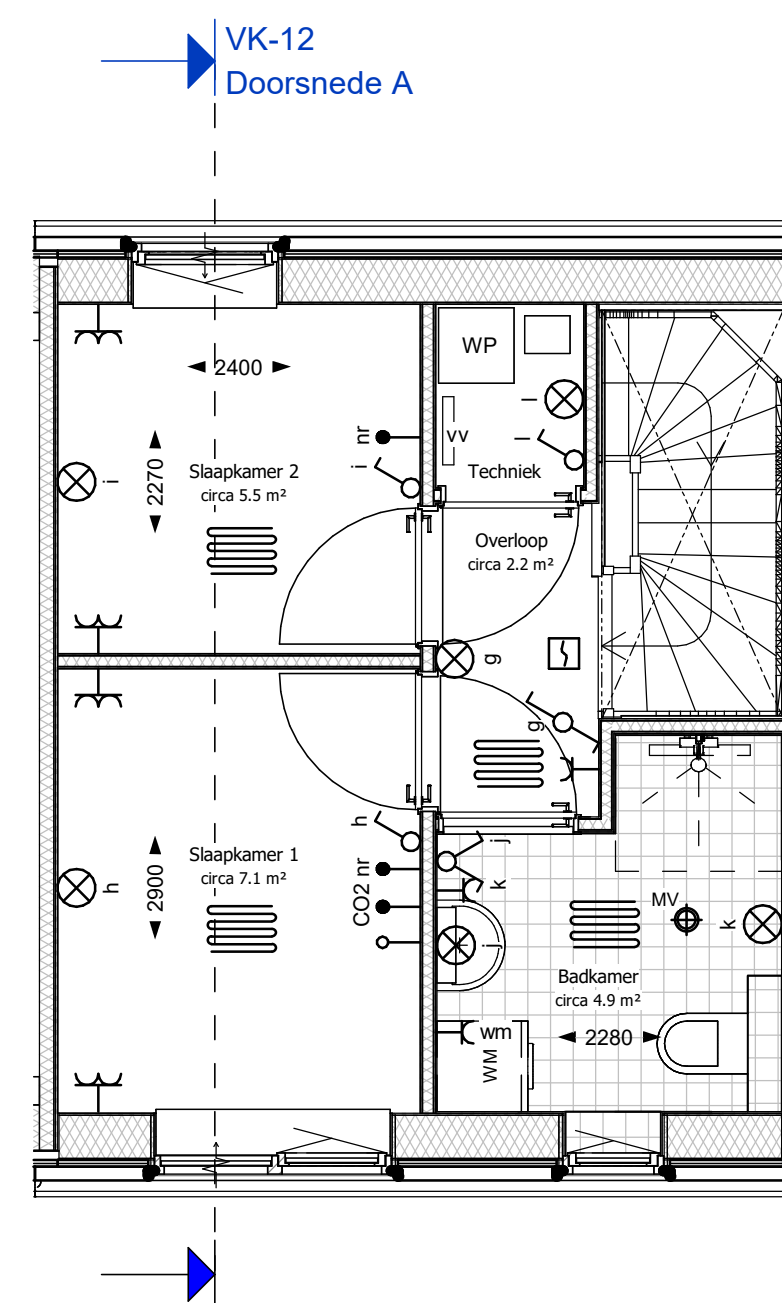 VK-12
Doorsnede A
WP
2400
l
nr
vv
l
i
Techniek
2270
Slaapkamer 2
circa 5.5 m²
i
Overloop
circa 2.2 m²
g
g
h
j
Slaapkamer 1
circa 7.1 m²
nr
k
2900
h
CO2
MV
k
j
Badkamer
circa 4.9 m²
wm
2280
WM